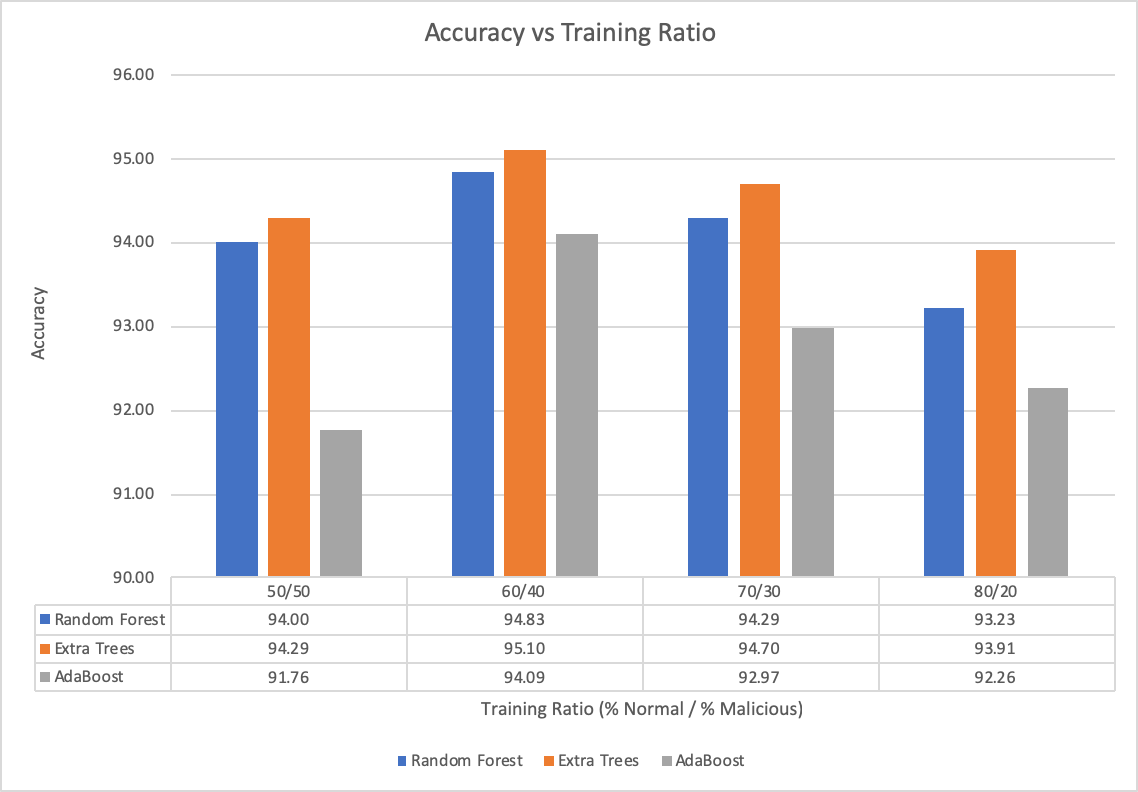 Accuracy vs Training Ratio
96.00
95.00
94.00
93.00
92.00
91.00
90.00
Accuracy
50/50 60/40 70/30 80/20
Random Forest 94.00 94.83 94.29 93.23
Extra Trees 94.29 95.10 94.70 93.91
AdaBoost 91.76 94.09 92.97 92.26
Training Ratio (% Normal / % Malicious)
Random Forest Extra Trees AdaBoost